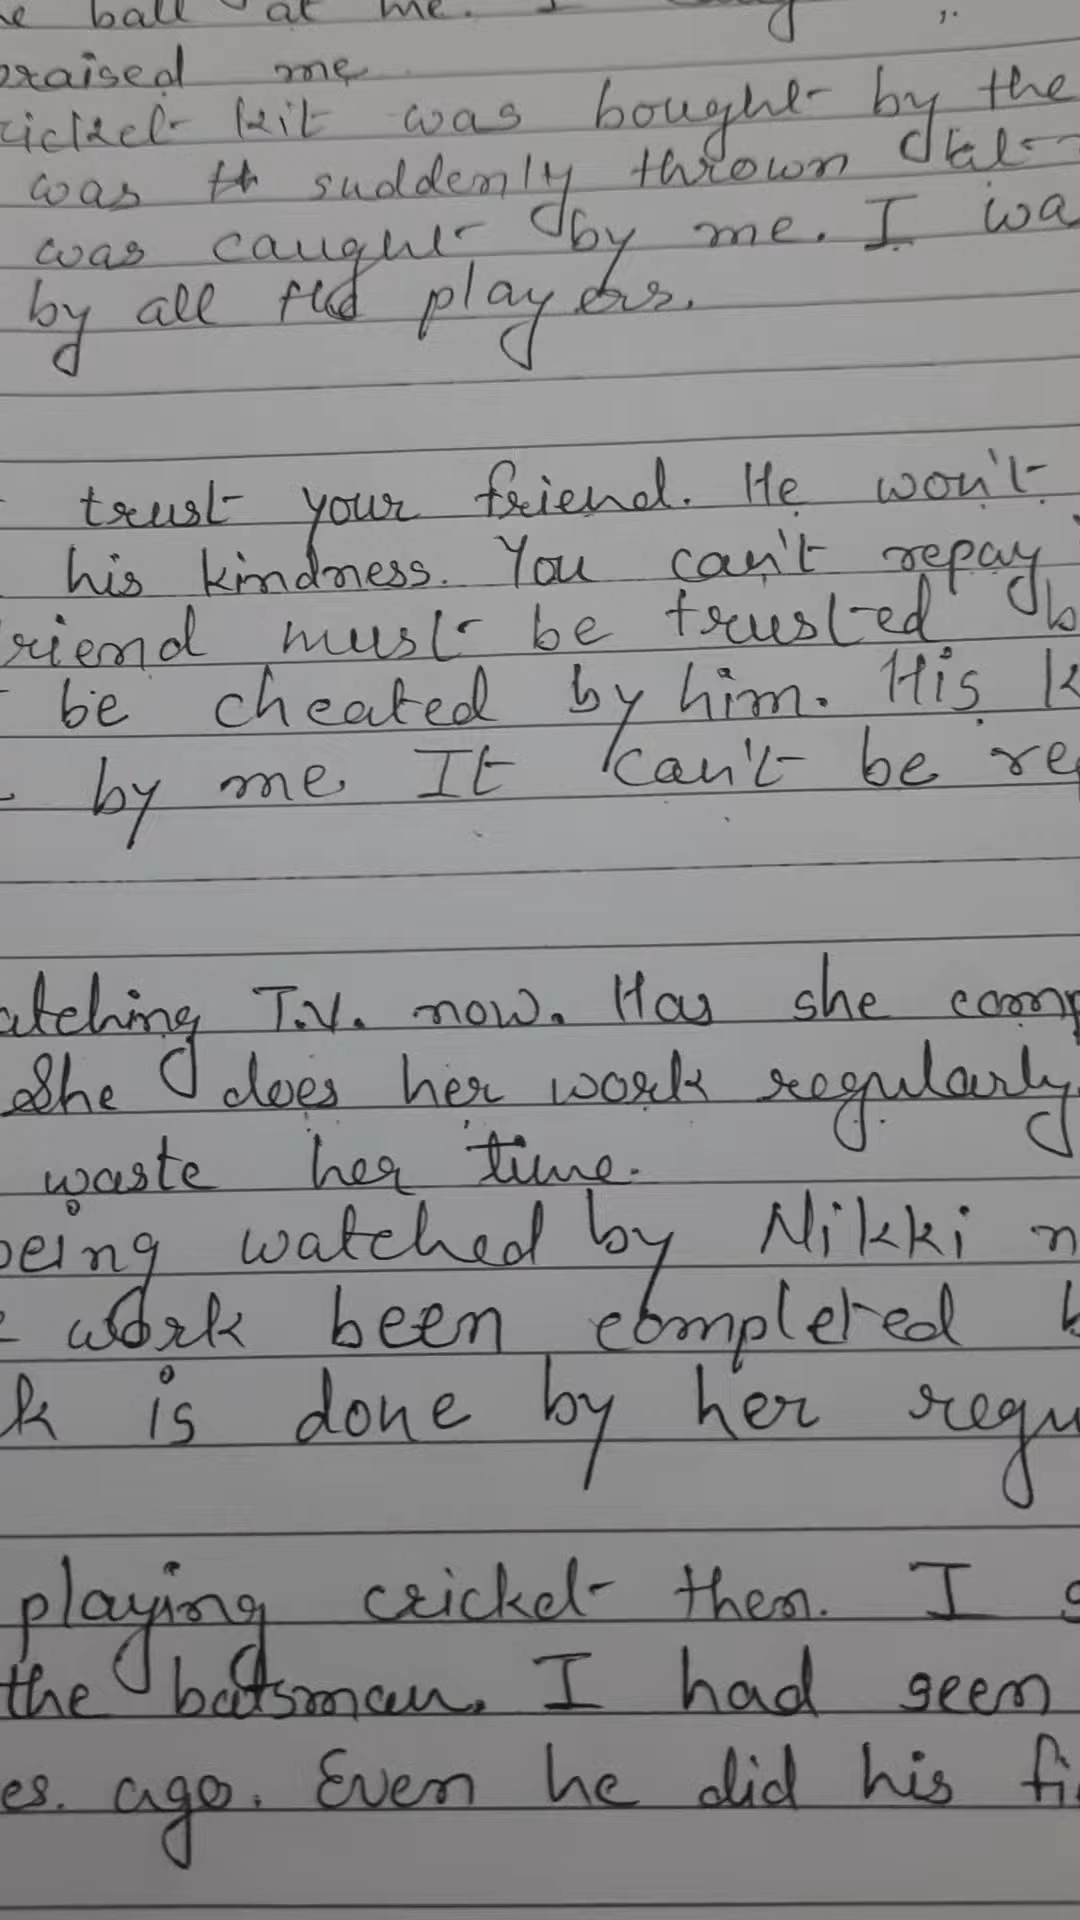 e ball at me. I
praised me
cricket kit was bought by the
was suddenly thrown at
was caught by me. I wa
by all the players.
trust your friend. He won't
his kindness. You can't repay
riend must be trusted b
be cheated by him. His k
by me. It can't be re
atching T.V. now. Has she comp
She does her work regularly.
waste her time.
being watched by Nikki n
work been completed b
k is done by her regu
playing cricket then. I s
the batsman. I had seen
es. ago. Even he did his fi